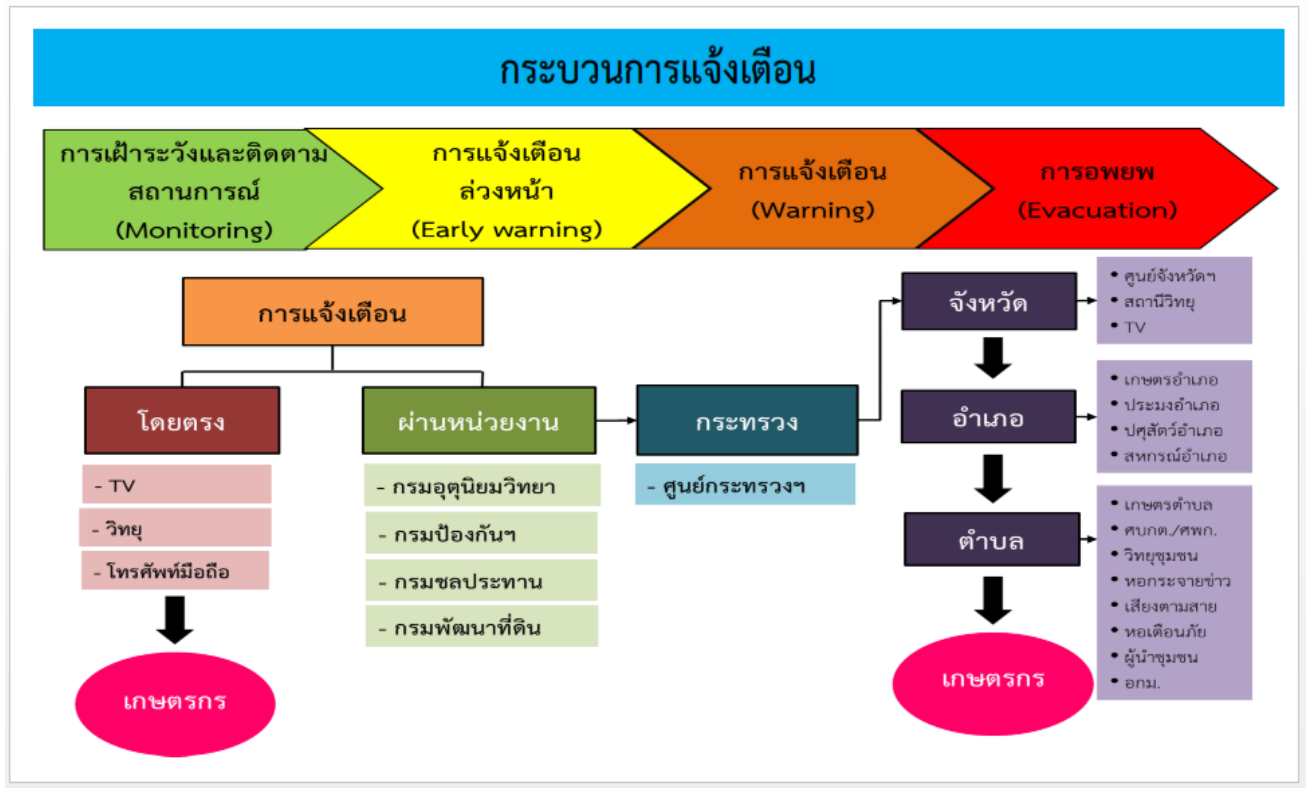 กระบวนการแจ้งเตือน
การเฝ้าระวังและติดตาม
สถานการณ์
(Monitoring)
การแจ้งเตือน
ล่วงหน้า
(Early warning)
การแจ้งเตือน
(Warning)
การอพยพ
(Evacuation)
การแจ้งเตือน
โดยตรง
- TV
- วิทยุ
- โทรศัพท์มือถือ
เกษตรกร
ผ่านหน่วยงาน
- กรมอุตุนิยมวิทยา
- กรมป้องกันฯ
- กรมชลประทาน
- กรมพัฒนาที่ดิน
กระทรวง
- ศูนย์กระทรวงฯ
จังหวัด
• ศูนย์จังหวัดฯ
• สถานีวิทยุ
• TV
อำเภอ
• เกษตรอำเภอ
• ประมงอำเภอ
• ปศุสัตว์อำเภอ
• สหกรณ์อำเภอ
ตำบล
• เกษตรตำบล
• ศบกต./ศพก.
• วิทยุชุมชน
• หอกระจายข่าว
• เสียงตามสาย
• หอเตือนภัย
• ผู้นำชุมชน
• อกม.
เกษตรกร